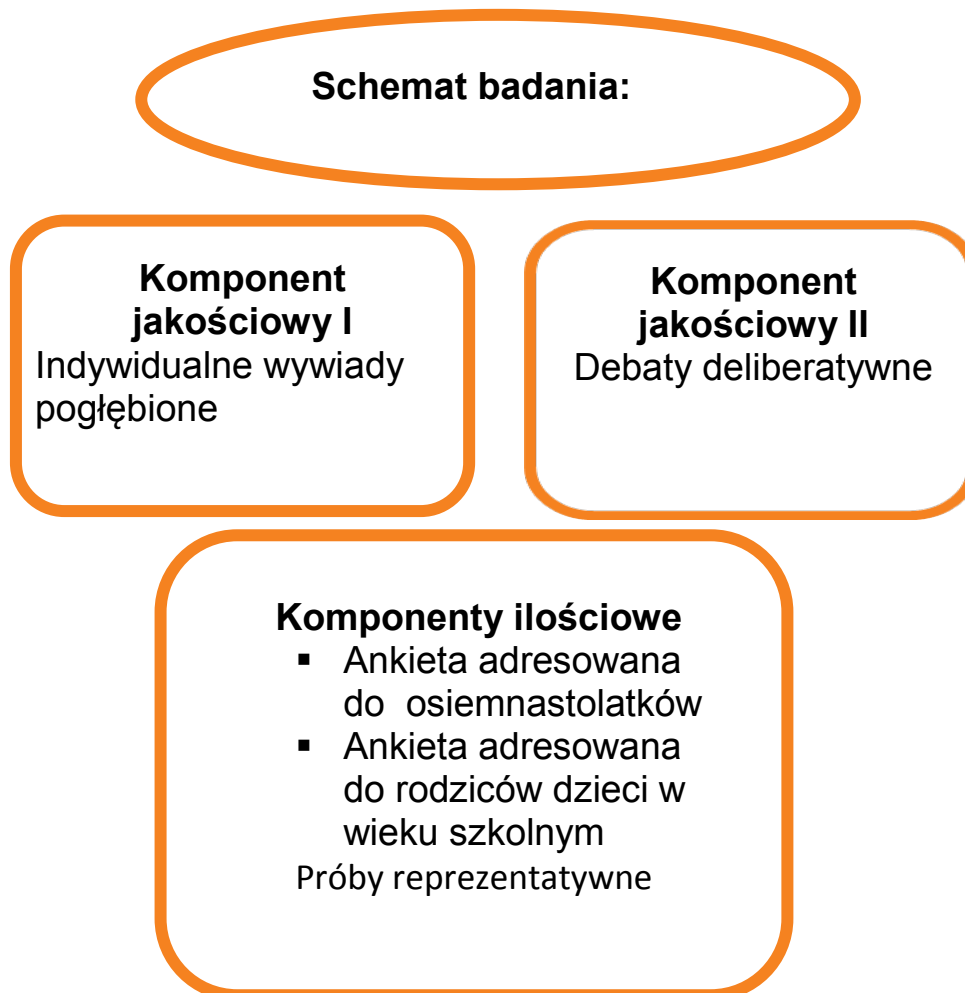 Schemat badania:
Komponent
jakościowy I
Indywidualne wywiady
pogłębione
Komponent
jakościowy II
Debaty deliberatywne
Komponenty ilościowe
▪ Ankieta adresowana
do osiemnastolatków
▪ Ankieta adresowana
do rodziców dzieci w
wieku szkolnym
Próby reprezentatywne